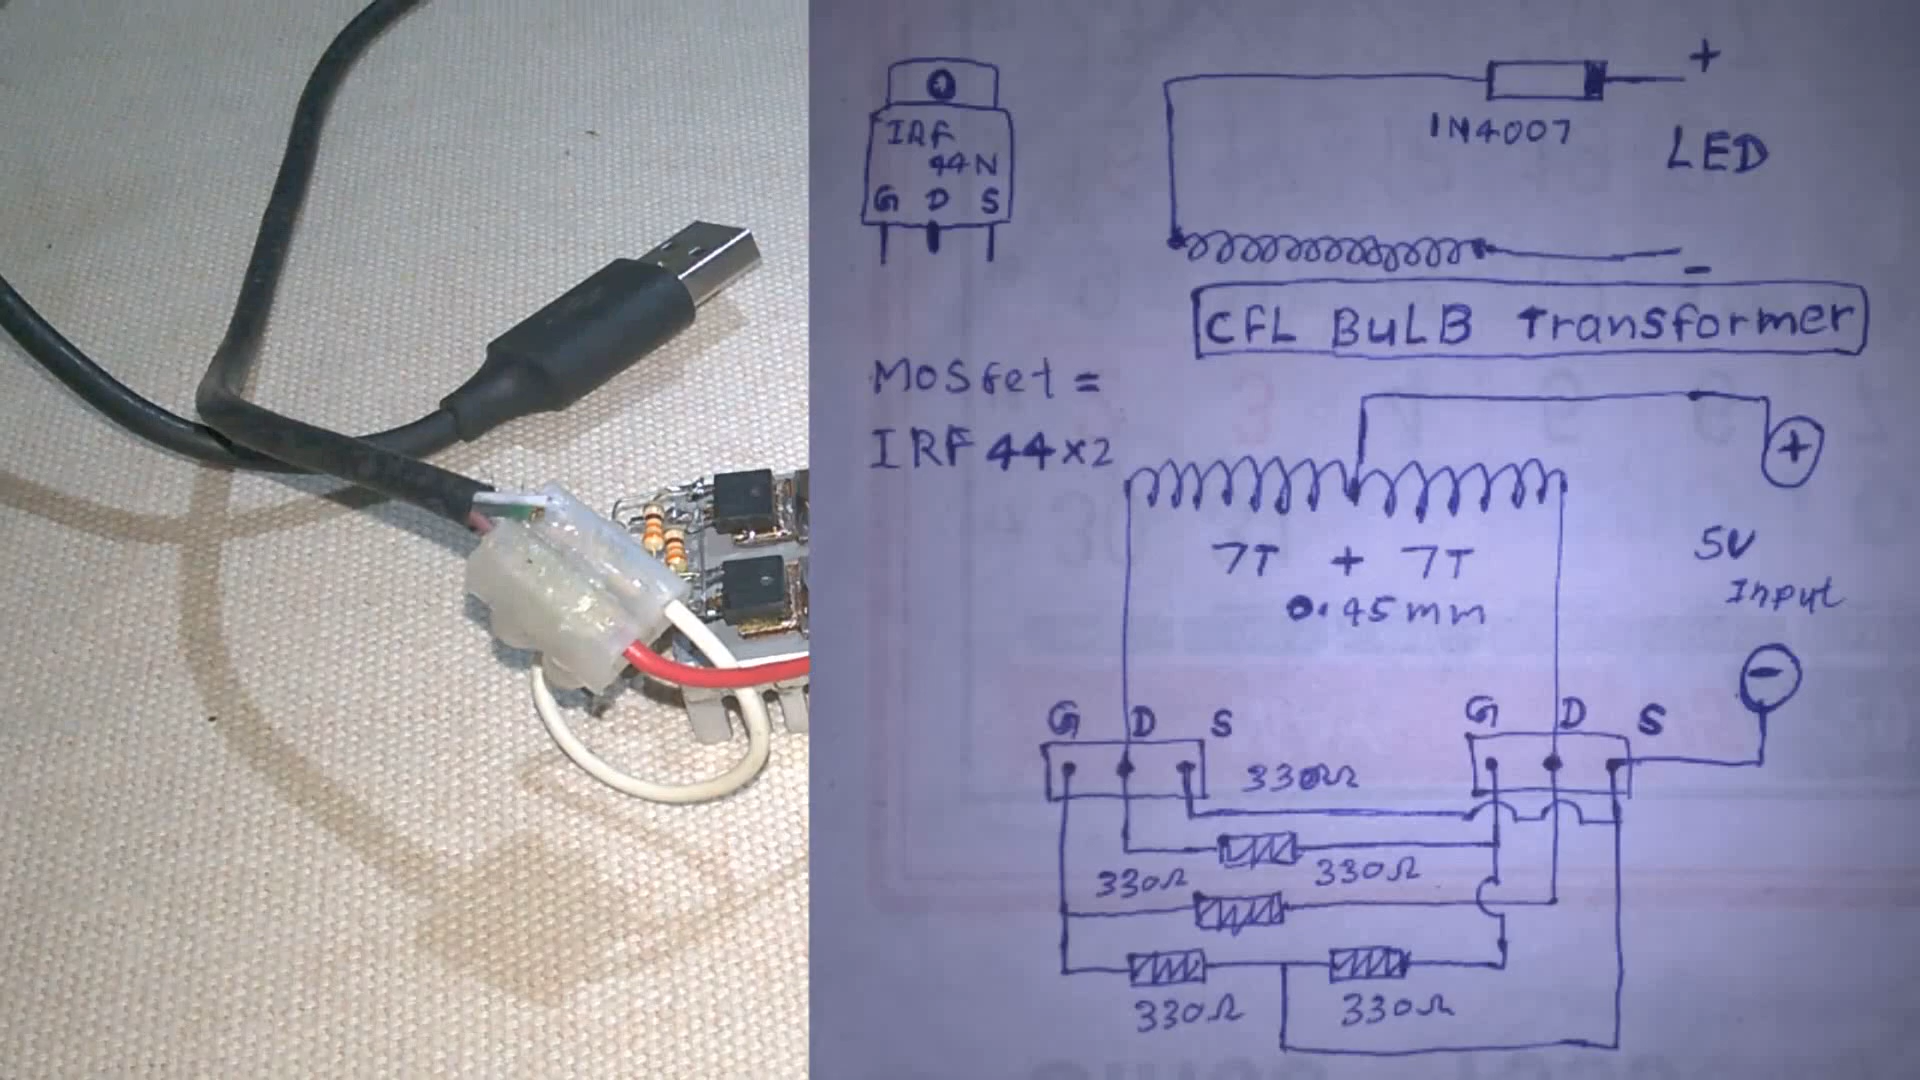 IRF
44N
G D S
+
1N4007
LED
-
CFL BULB Transformer
Mosfet =
IRF 44x2
+
7T + 7T
0.45mm
5V
Input
-
G D S
G D S
330Ω
330Ω
330Ω
330Ω
330Ω